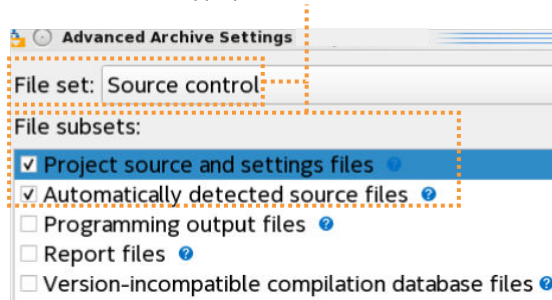 Advanced Archive Settings
File set: Source control
File subsets:
Project source and settings files
Automatically detected source files
Programming output files
Report files
Version-incompatible compilation database files